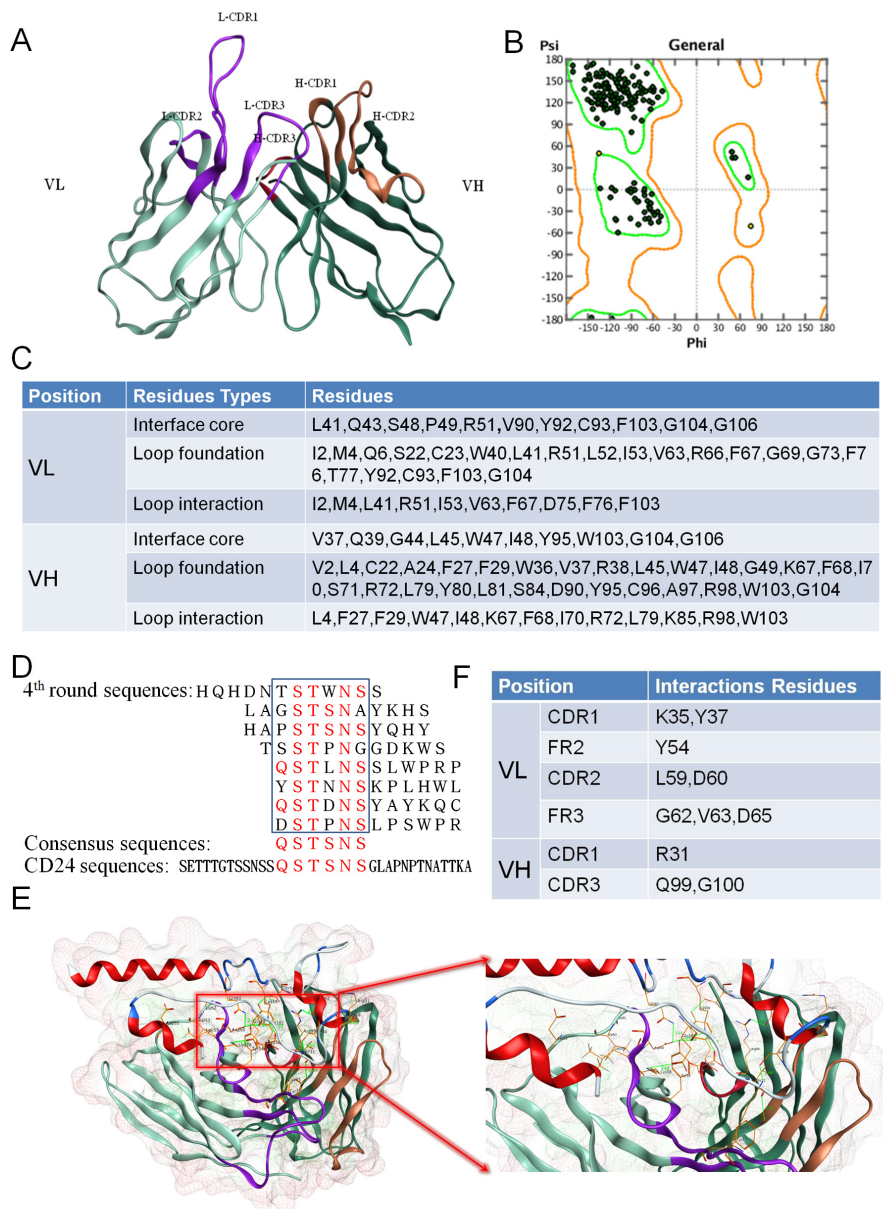 A
L-CDR1
L-CDR2
L-CDR3
H-CDR3
H-CDR1
H-CDR2
VL
VH
B
Psi
General
180
150
120
90
60
30
0
-30
-60
-90
-120
-150
-180
-150 -120 -90 -60 -30 0 30 60 90 120 150 180
Phi
C
Position Residues Types Residues
VL
Interface core L41,Q43,S48,P49,R51,V90,Y92,C93,F103,G104,G106
Loop foundation I2,M4,Q6,S22,C23,W40,L41,R51,L52,I53,V63,R66,F67,G69,G73,F7
6,T77,Y92,C93,F103,G104
Loop interaction I2,M4,L41,R51,I53,V63,F67,D75,F76,F103
VH
Interface core V37,Q39,G44,L45,W47,I48,Y95,W103,G104,G106
Loop foundation V2,L4,C22,A24,F27,F29,W36,V37,R38,L45,W47,I48,G49,K67,F68,I7
0,S71,R72,L79,Y80,L81,S84,D90,Y95,C96,A97,R98,W103,G104
Loop interaction L4,F27,F29,W47,I48,K67,F68,I70,R72,L79,K85,R98,W103
D
4th round sequences: H Q H D N T S T W N S S
L A G S T S N A Y K H S
H A P S T S N S Y Q H Y
T S S T P N G G D K W S
Q S T L N S S L W P R P
Y S T N N S K P L H W L
Q S T D N S Y A Y K Q C
D S T P N S L P S W P R
Consensus sequences: Q S T S N S
CD24 sequences: SETTTGTSSNSSQSTSNSGLAPNPTNATTKA
F
Position Interactions Residues
VL
CDR1 K35,Y37
FR2 Y54
CDR2 L59,D60
FR3 G62,V63,D65
VH
CDR1 R31
CDR3 Q99,G100
E